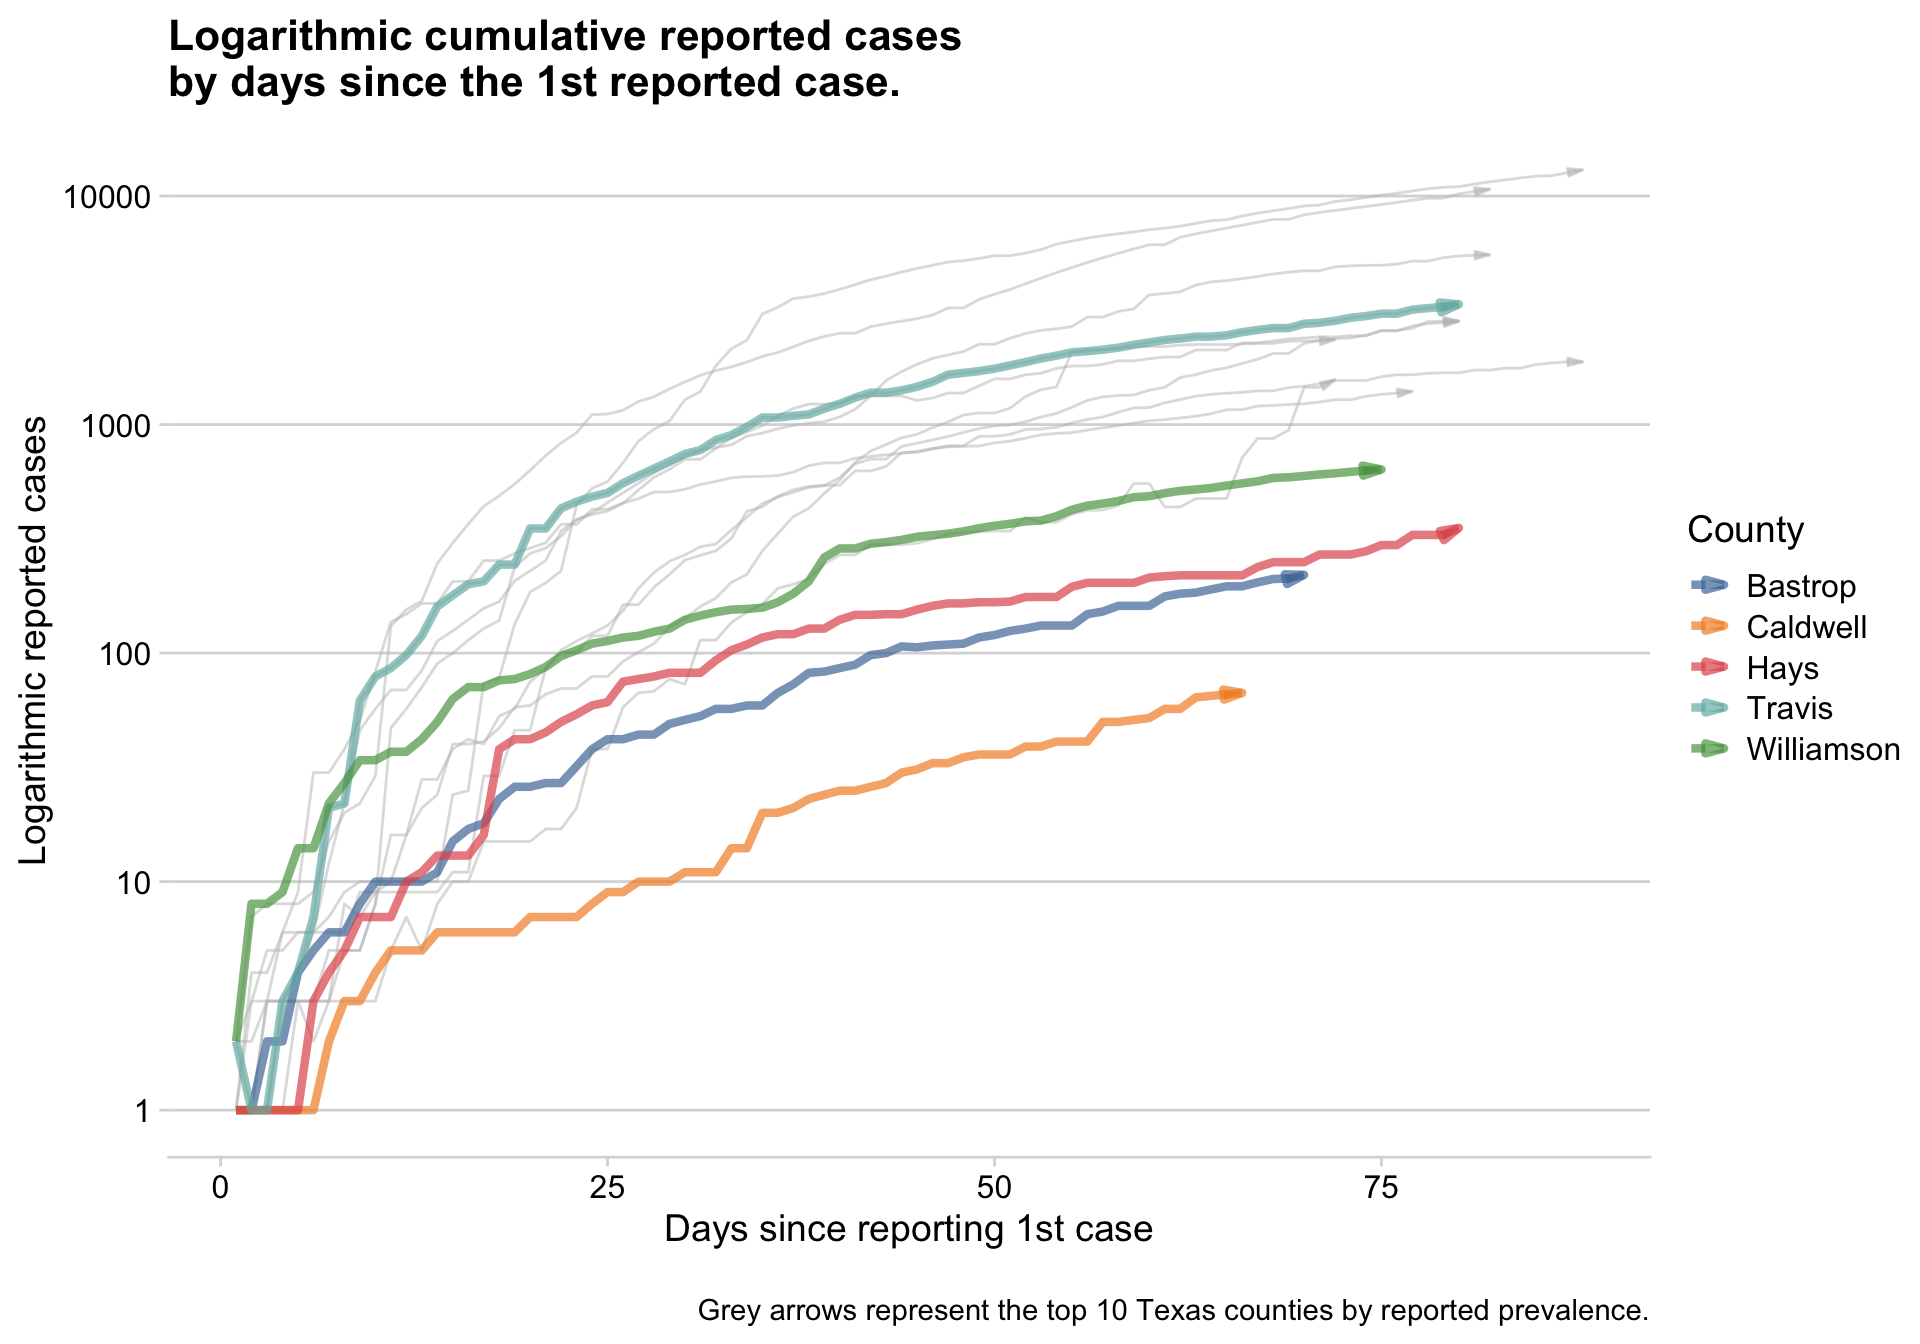 Logarithmic cumulative reported cases
by days since the 1st reported case.
10000
1000
100
10
1
Logarithmic reported cases
0
25
50
75
Days since reporting 1st case
County
Bastrop
Caldwell
Hays
Travis
Williamson
Grey arrows represent the top 10 Texas counties by reported prevalence.